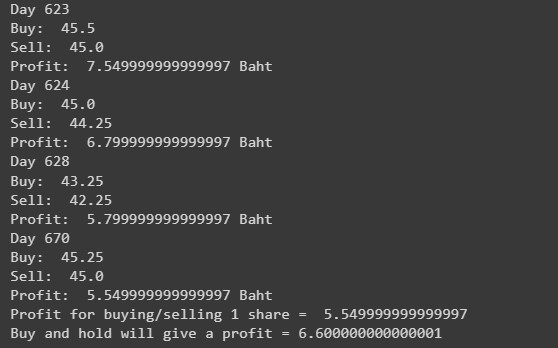 Day 623
Buy:  45.5
Sell:  45.0
Profit:  7.549999999999997 Baht
Day 624
Buy:  45.0
Sell:  44.25
Profit:  6.799999999999997 Baht
Day 628
Buy:  43.25
Sell:  42.25
Profit:  5.799999999999997 Baht
Day 670
Buy:  45.25
Sell:  45.0
Profit:  5.549999999999997 Baht
Profit for buying/selling 1 share =  5.549999999999997
Buy and hold will give a profit = 6.600000000000001